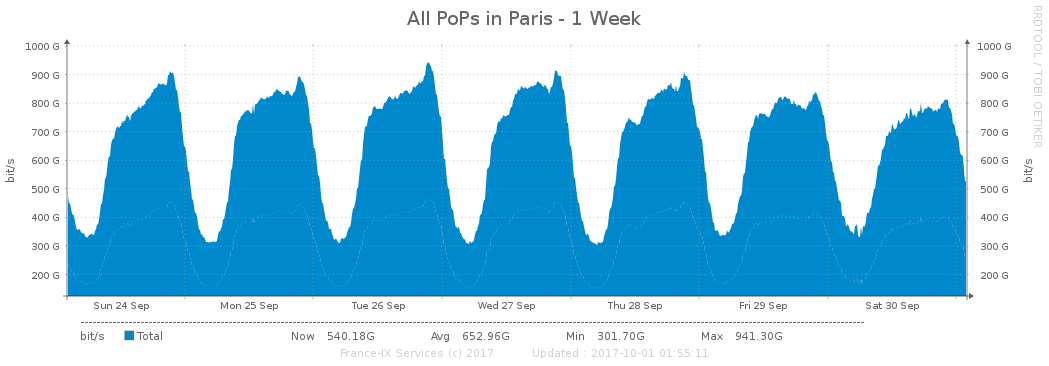 All PoPs in Paris - 1 Week
RRDTOOL / TOBI OETIKER
bit/s
1000 G
900 G
800 G
700 G
600 G
500 G
400 G
300 G
200 G
1000 G
900 G
800 G
700 G
600 G
500 G
400 G
300 G
200 G
bit/s
Sun 24 Sep Mon 25 Sep Tue 26 Sep Wed 27 Sep Thu 28 Sep Fri 29 Sep Sat 30 Sep
bit/s Total Now 540.18G Avg 652.96G Min 301.70G Max 941.30G
France-IX Services (c) 2017 Updated : 2017-10-01 01:55:11